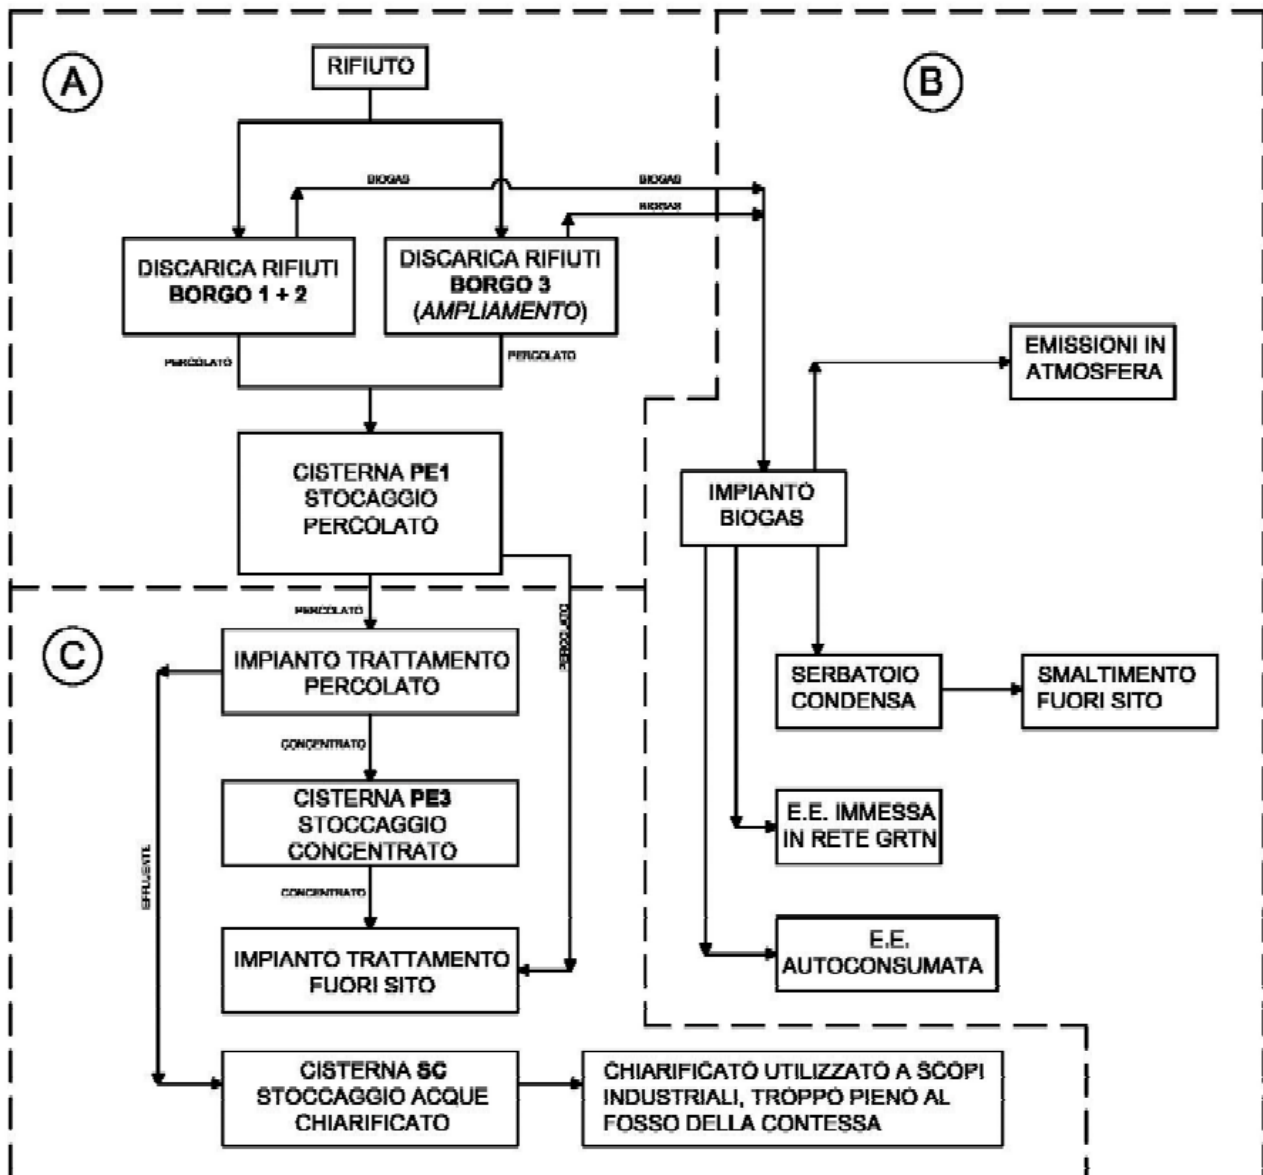 A
RIFIUTO
B
BIOGAS
BIOGAS
BIOGAS
DISCARICA RIFIUTI
BORGO 1 + 2
DISCARICA RIFIUTI
BORGO 3
(AMPLIAMENTO)
PERCOLATO
PERCOLATO
EMISSIONI IN
ATMOSFERA
CISTERNA PE1
STOCAGGIO
PERCOLATO
IMPIANTO
BIOGAS
C
PERCOLATO
PERCOLATO
IMPIANTO TRATTAMENTO
PERCOLATO
SERBATOIO
CONDENSA
SMALTIMENTO
FUORI SITO
CONCENTRATO
CISTERNA PE3
STOCCAGGIO
CONCENTRATO
E.E. IMMESSA
IN RETE GRTN
EFFLUENTE
CONCENTRATO
IMPIANTO TRATTAMENTO
FUORI SITO
E.E.
AUTOCONSUMATA
CISTERNA SC
STOCCAGGIO ACQUE
CHIARIFICATO
CHIARIFICATO UTILIZZATO A SCOPI
INDUSTRIALI, TROPPO PIENO AL
FOSSO DELLA CONTESSA